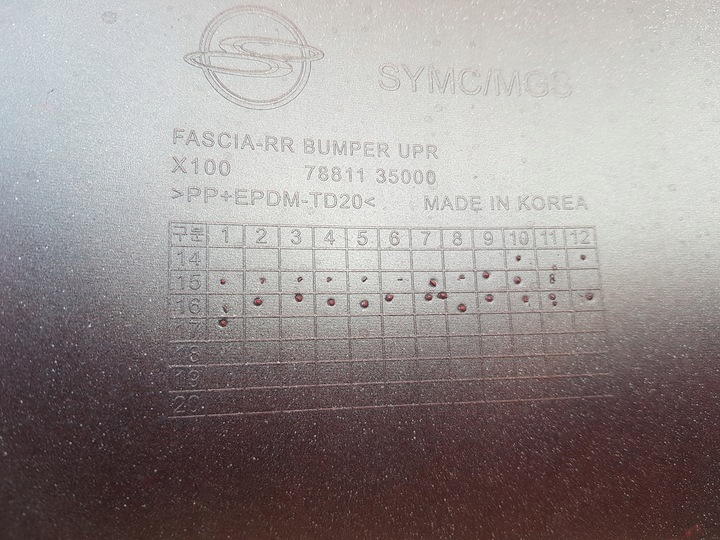 SYMC/MGS
FASCIA-RR BUMPER UPR
X100 78811 35000
>PP+EPDM-TD20< MADE IN KOREA
구분 1 2 3 4 5 6 7 8 9 10 11 12
14
15
16
17
18
19
20